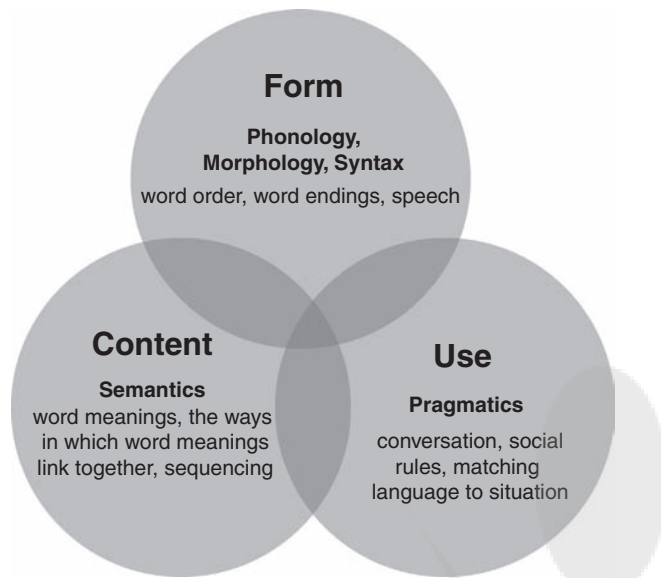 Form
Phonology,
Morphology, Syntax
word order, word endings, speech
Content
Semantics
word meanings, the ways
in which word meanings
link together, sequencing
Use
Pragmatics
conversation, social
rules, matching
language to situation